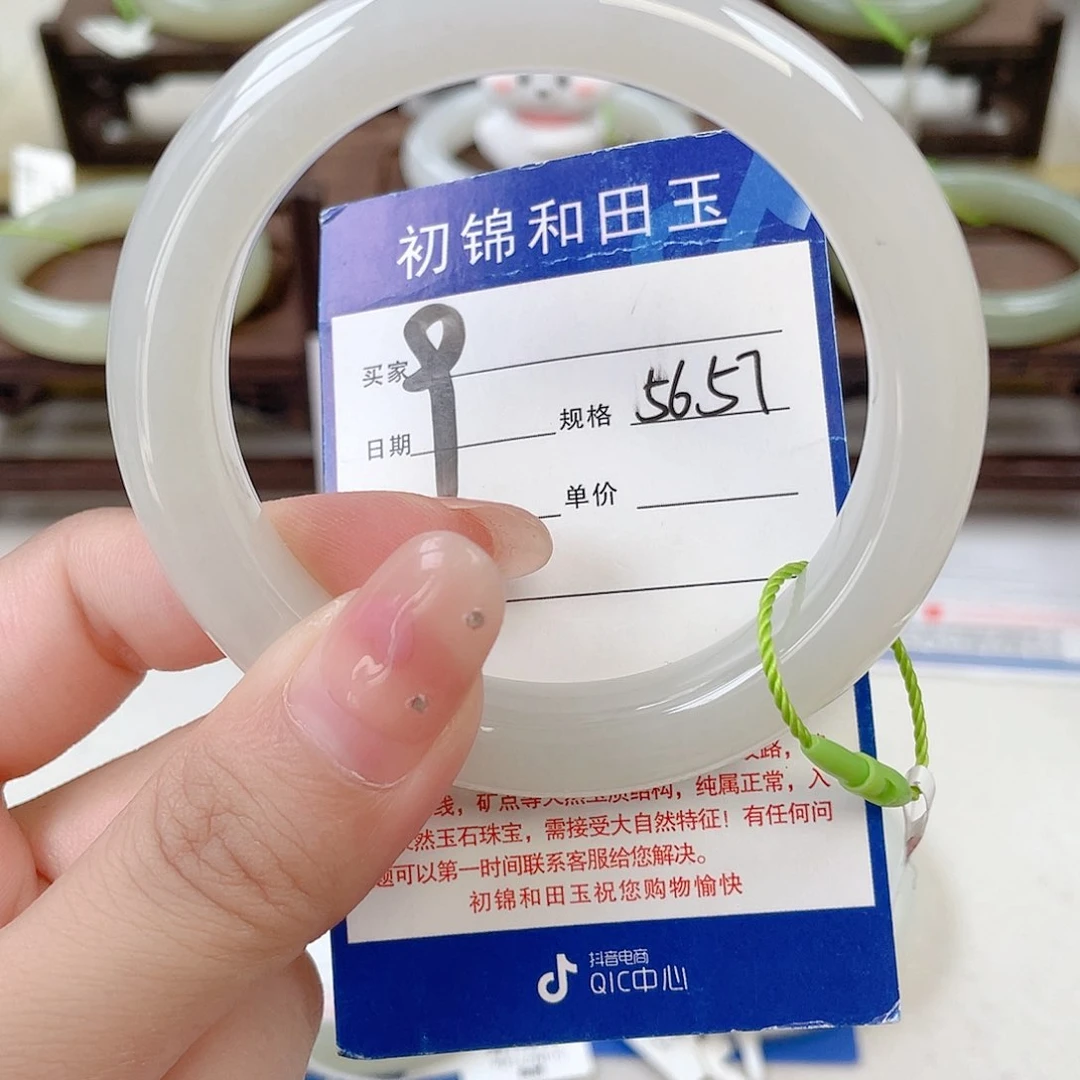 初锦和田玉
买家
日期 规格 56.57
单价
路,
线,矿点等天然玉质结构,纯属正常,入
然玉石珠宝,需接受大自然特征!有任何问
题可以第一时间联系客服给您解决。
初锦和田玉祝您购物愉快
抖音电商
QIC中心